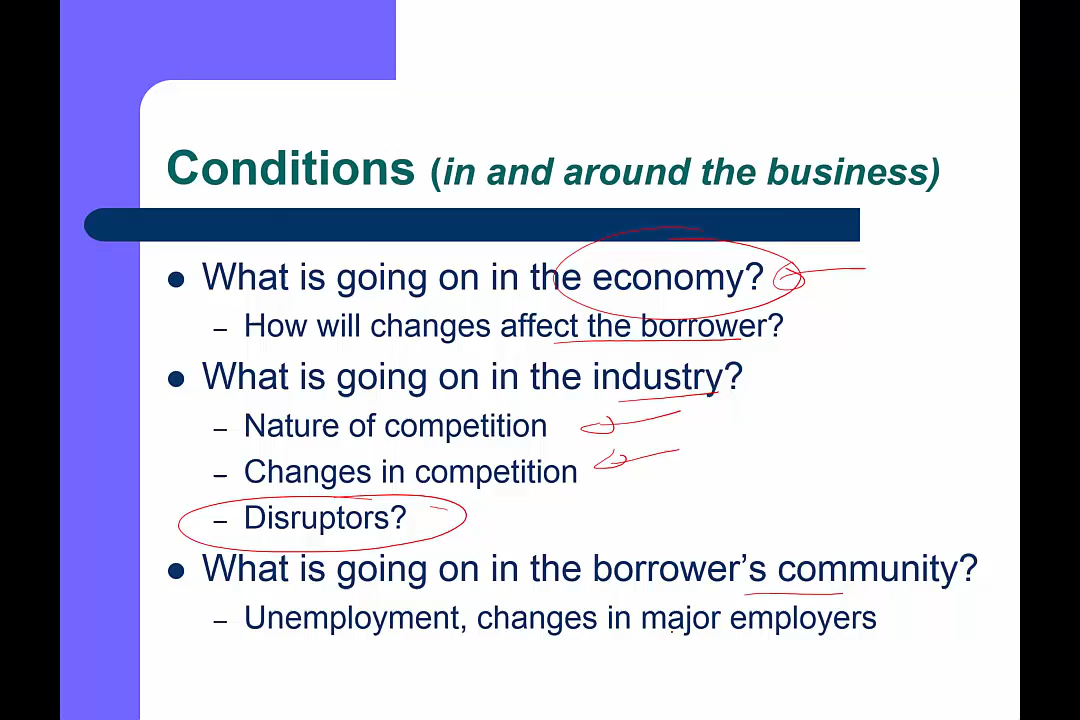 Conditions (in and around the business)
● What is going on in the economy?
– How will changes affect the borrower?
● What is going on in the industry?
– Nature of competition
– Changes in competition
– Disruptors?
● What is going on in the borrower’s community?
– Unemployment, changes in major employers